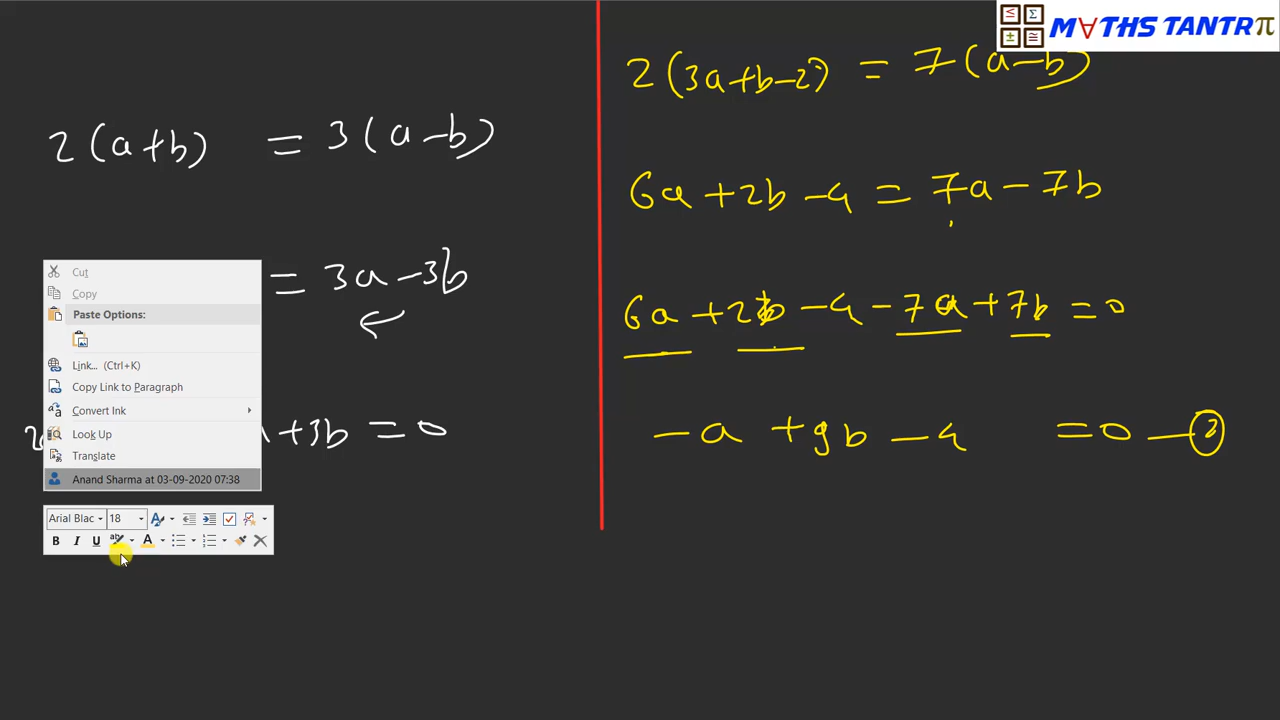 M∀THS TANTRπ
2(a+b) = 3(a-b)
= 3a-3b
+3b = 0
Cut
Copy
Paste Options:
Link... (Ctrl+K)
Copy Link to Paragraph
Convert Ink
Look Up
Translate
Anand Sharma at 03-09-2020 07:38
Arial Blac 18
B I U
2(3a+b-2) = 7(a-b)
6a+2b-4 = 7a-7b
6a+2b-4-7a+7b=0
-a+9b-4 =0 —②